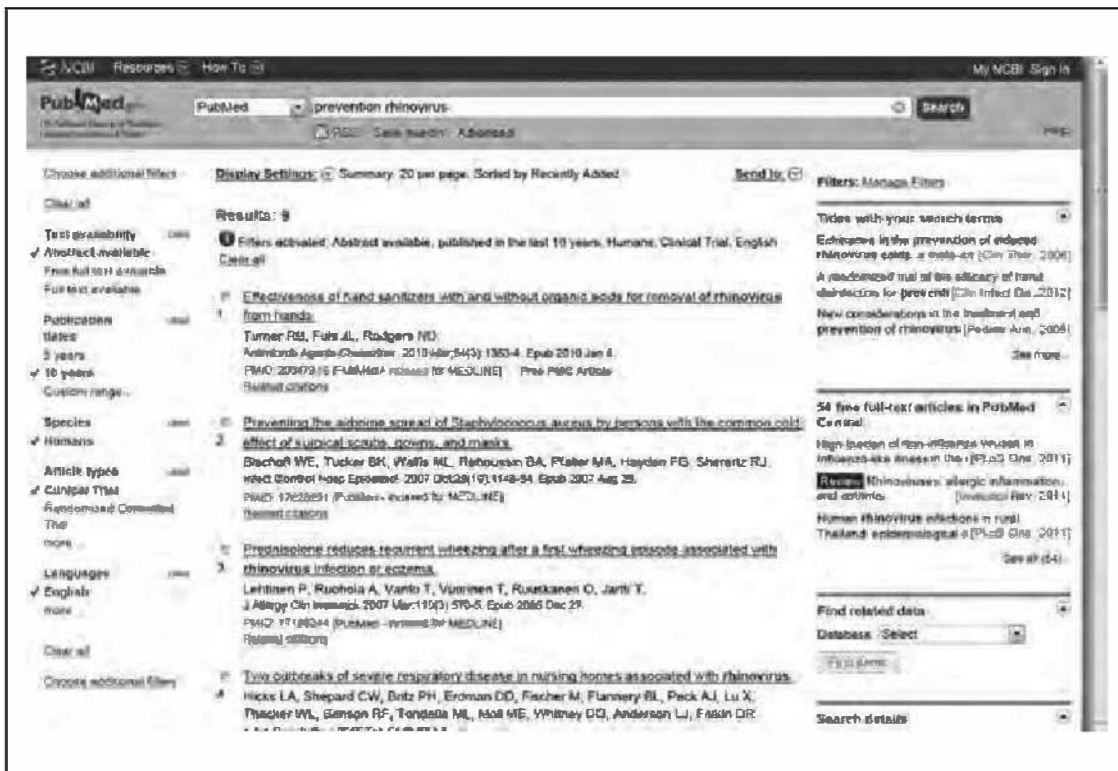 NCBI Resources How To My NCBI Sign in
PubMed
PubMed prevention rhinovirus Search
RSS Save search Advanced Help
Choose additional filters
Clear all
Text availability
Abstract available
Free full text available
Full text available
Publication
dates
5 years
10 years
Custom range...
Species
Humans
Article types
Clinical Trial
Randomized Controlled
Trial
more ...
Languages
English
more ...
Clear all
Choose additional filters
Display Settings: Summary, 20 per page, Sorted by Recently Added Send to:
Results: 9
Filters activated: Abstract available, published in the last 10 years, Humans, Clinical Trial, English
Clear all
Effectiveness of hand sanitizers with and without organic acids for removal of rhinovirus
1. from hands.
Turner RB, Fuls JL, Rodgers ND.
Antimicrob Agents Chemother. 2010 Mar;54(3):1363-4. Epub 2010 Jan
[PubMed - indexed for MEDLINE] Free PMC Article
Related citations
Preventing the airborne spread of Staphylococcus aureus by persons with the common cold:
2. effect of surgical scrubs, gowns, and masks.
Bischoff WE, Tucker BK, Wallis ML, Reboussin BA, Pfaller MA, Hayden FG, Sherertz RJ.
Infect Control Hosp Epidemiol. 2007 Oct;28(10):1148-54. Epub 2007 Aug
[PubMed - indexed for MEDLINE]
Related citations
Prednisolone reduces recurrent wheezing after a first wheezing episode associated with
3. rhinovirus infection or eczema.
Lehtinen P, Ruohola A, Vanto T, Vuorinen T, Ruuskanen O, Jartti T.
J Allergy Clin Immunol. 2007 Mar;119(3):570-5. Epub 2006 Dec 27.
[PubMed - indexed for MEDLINE]
Related citations
Two outbreaks of severe respiratory disease in nursing homes associated with rhinovirus.
4. Hicks LA, Shepard CW, Britz PH, Erdman DD, Fischer M, Flannery BL, Peck AJ, Lu X,
Thacker WL, Benson RF, Tondella ML, Moll ME, Whitney CG, Anderson LJ, Feikin DR.
Filters: Manage Filters
Titles with your search terms
Echinacea in the prevention of induced
rhinovirus colds: a meta-an [Clin Ther. 2006]
A randomized trial of the efficacy of hand
disinfection for preventi [Clin Infect Dis. 2012]
New considerations in the treatment and
prevention of rhinovirus [Pediatr Ann. 2005]
See more...
54 free full-text articles in PubMed
Central
of non-influenza viruses in
influenza-like illness in the [PLoS One. 2011]
Review Rhinoviruses, allergic inflammation,
and asthma. [Immunol Rev. 2011]
Human rhinovirus infections in rural
Thailand: epidemiological [PLoS One. 2011]
See all (54)...
Find related data
Database: Select
Find items
Search details